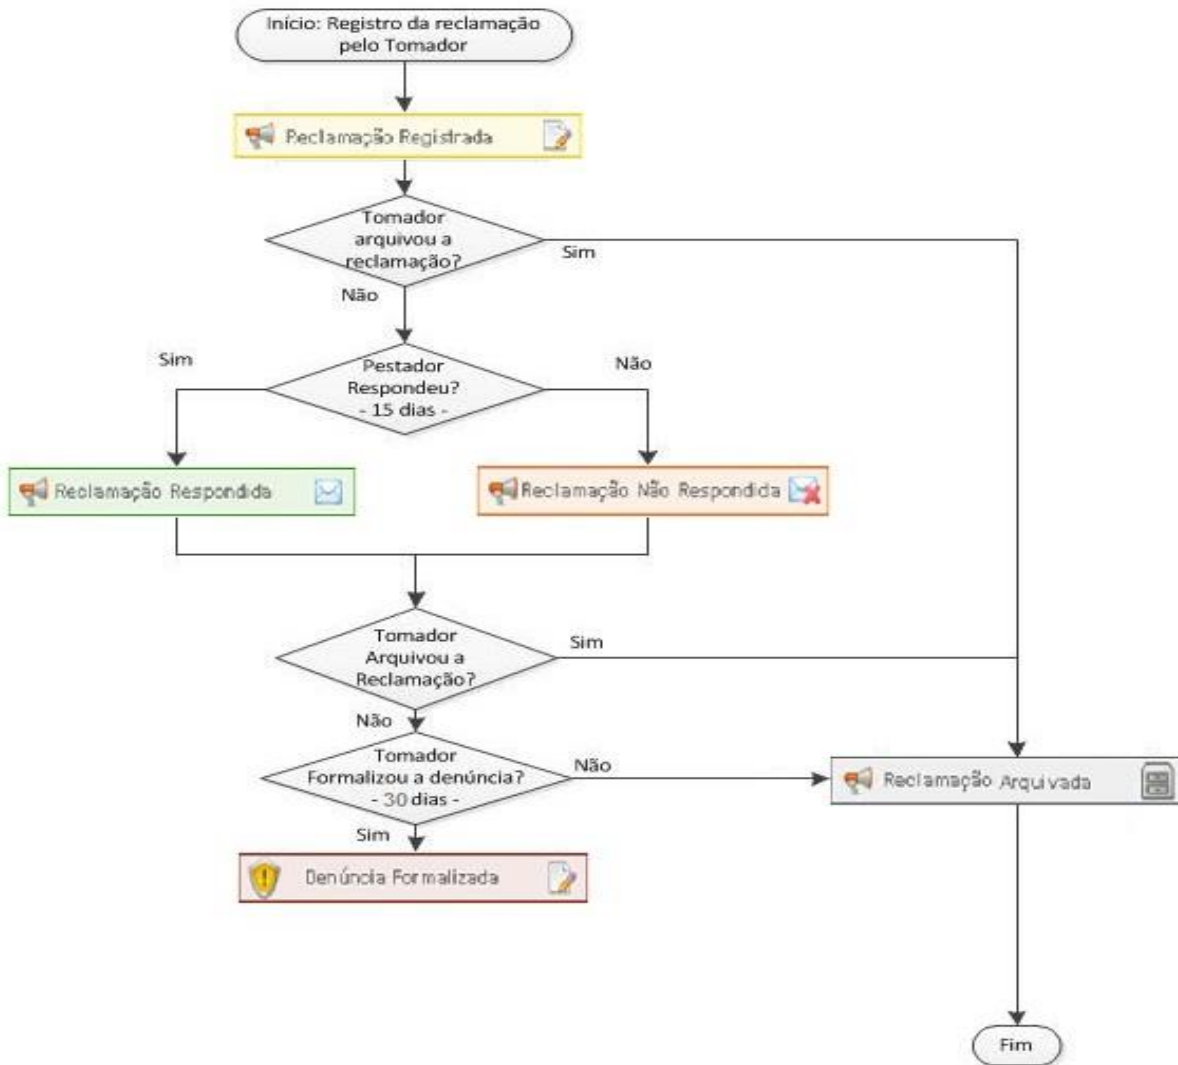 Início: Registro da reclamação
pelo Tomador
Reclamação Registrada
Tomador
arquivou a
reclamação?
Sim
Não
Sim
Pestador
Respondeu?
- 15 dias -
Não
Reclamação Respondida
Reclamação Não Respondida
Tomador
Arquivou a
Reclamação?
Sim
Não
Tomador
Formalizou a denúncia?
- 30 dias -
Não
Reclamação Arquivada
Sim
Denúncia Formalizada
Fim